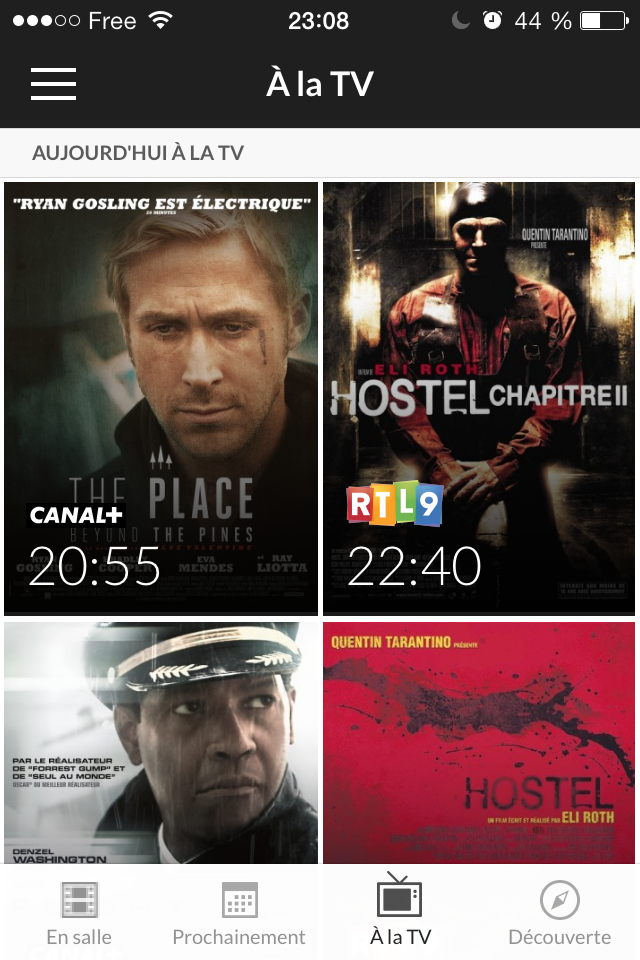 Free
23:08
44 %
À la TV
AUJOURD'HUI À LA TV
"RYAN GOSLING EST ÉLECTRIQUE"
20 MINUTES
THE PLACE
BEYOND THE PINES
CANAL+
COOPER
EVA
MENDES
RAY
LIOTTA
20:55
QUENTIN TARANTINO
PRÉSENTE
ELI ROTH
HOSTEL CHAPITRE II
RTL9
22:40
PAR LE RÉALISATEUR
DE "FORREST GUMP" ET
DE "SEUL AU MONDE"
OSCAR® DU MEILLEUR RÉALISATEUR
DENZEL
WASHINGTON
QUENTIN TARANTINO PRÉSENTE
HOSTEL
UN FILM ÉCRIT ET RÉALISÉ PAR ELI ROTH
En salle
Prochainement
À la TV
Découverte